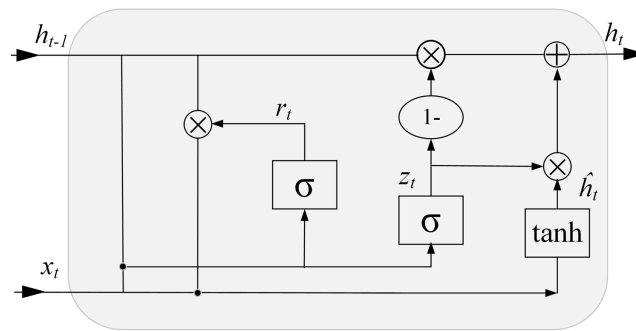 h_{t-1}
h_t
r_t
1-
σ
z_t
ĥ_t
σ
tanh
x_t